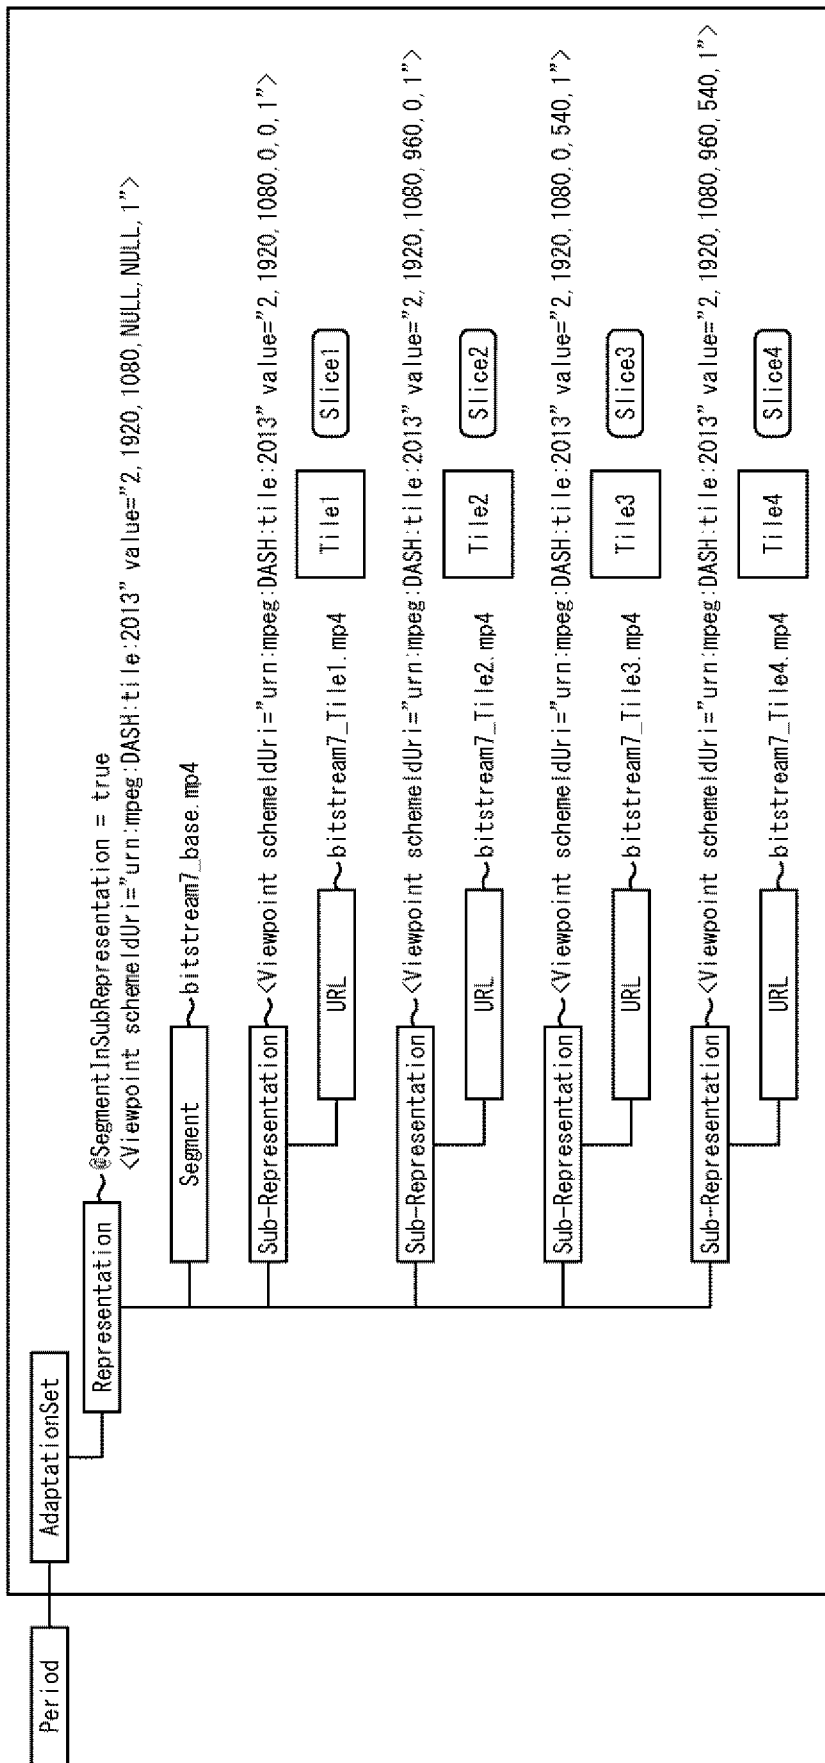 Period
AdaptationSet
Representation
@SegmentInSubRepresentation = true
<Viewpoint schemeIdUri="urn:mpeg:DASH:tile:2013" value="2, 1920, 1080, NULL, NULL, 1">
Segment
bitstream7_base.mp4
Sub-Representation
<Viewpoint schemeIdUri="urn:mpeg:DASH:tile:2013" value="2, 1920, 1080, 0, 0, 1">
URL
bitstream7_Tile1.mp4
Tile1
Slice1
Sub-Representation
<Viewpoint schemeIdUri="urn:mpeg:DASH:tile:2013" value="2, 1920, 1080, 960, 0, 1">
URL
bitstream7_Tile2.mp4
Tile2
Slice2
Sub-Representation
<Viewpoint schemeIdUri="urn:mpeg:DASH:tile:2013" value="2, 1920, 1080, 0, 540, 1">
URL
bitstream7_Tile3.mp4
Tile3
Slice3
Sub-Representation
<Viewpoint schemeIdUri="urn:mpeg:DASH:tile:2013" value="2, 1920, 1080, 960, 540, 1">
URL
bitstream7_Tile4.mp4
Tile4
Slice4